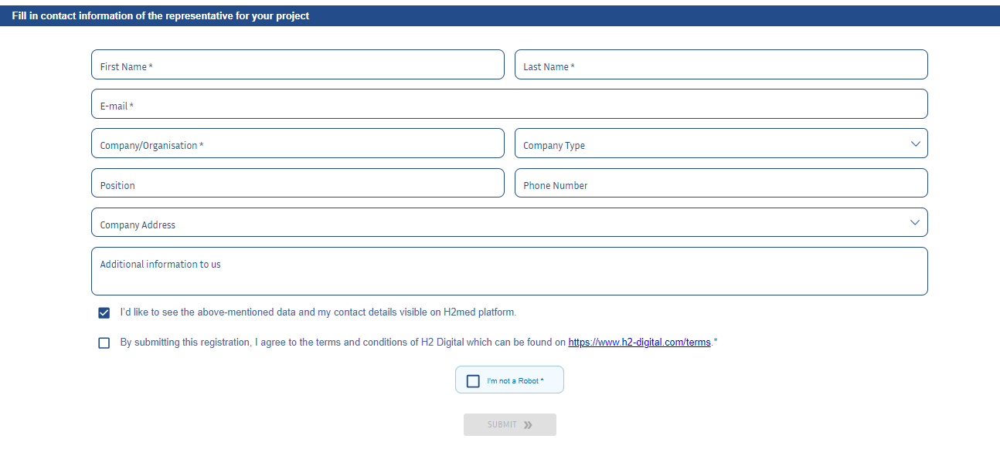 Fill in contact information of the representative for your project
First Name *
Last Name *
E-mail *
Company/Organisation *
Company Type
Position
Phone Number
Company Address
Additional information to us
I'd like to see the above-mentioned data and my contact details visible on H2med platform.
By submitting this registration, I agree to the terms and conditions of H2 Digital which can be found on https://www.h2-digital.com/terms.*
I'm not a Robot *
SUBMIT